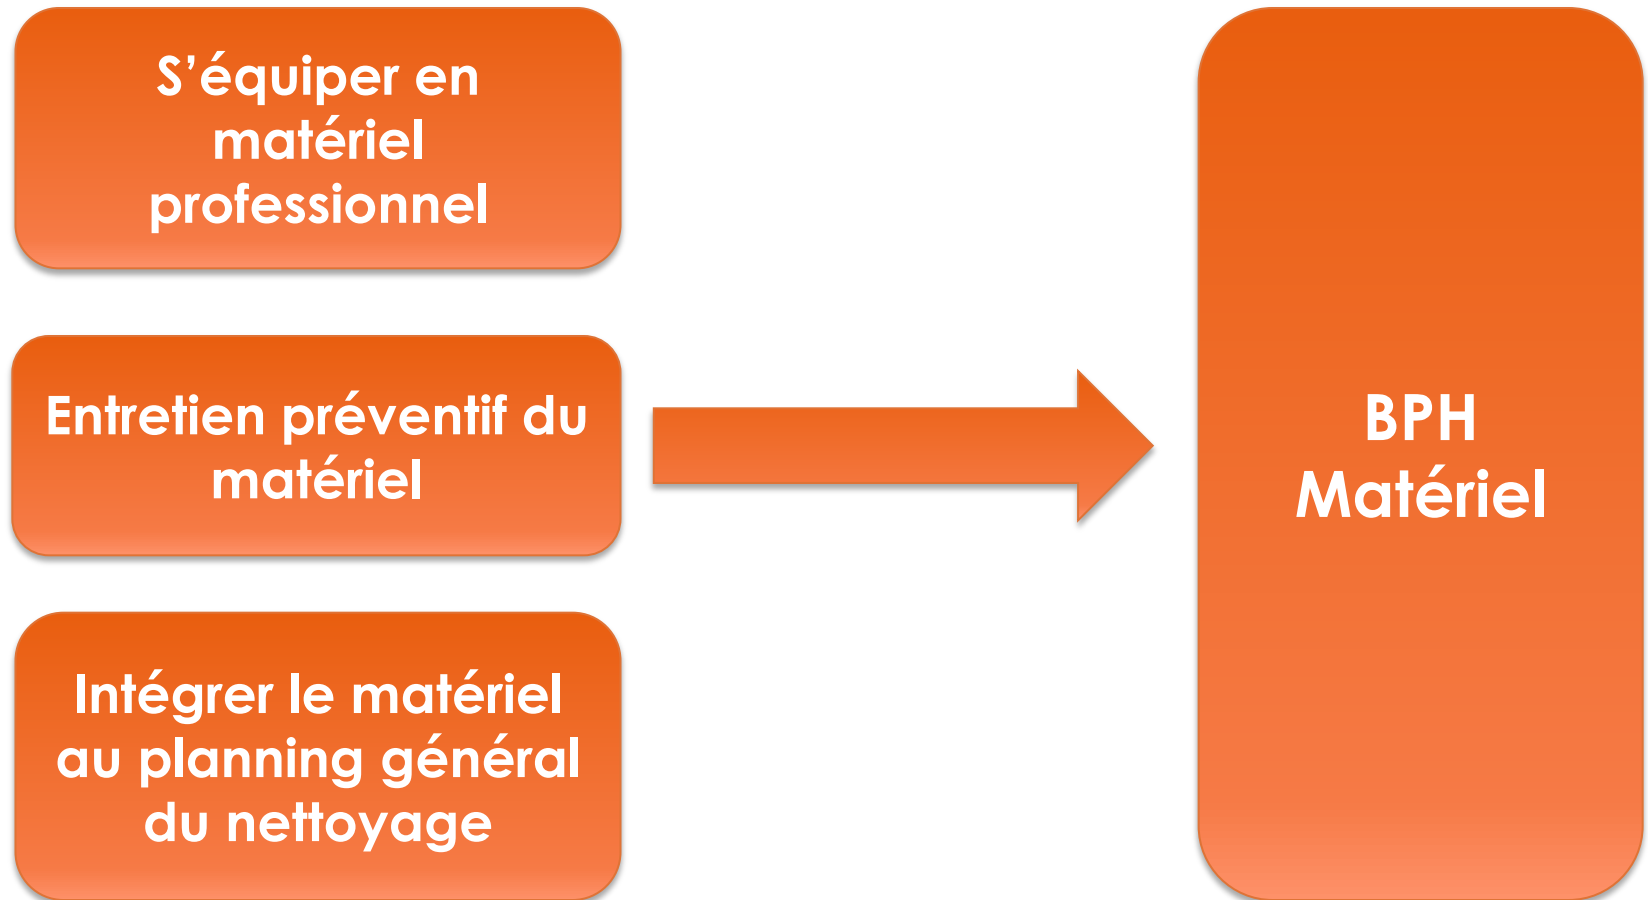 S’équiper en
matériel
professionnel
Entretien préventif du
matériel
Intégrer le matériel
au planning général
du nettoyage
BPH
Matériel